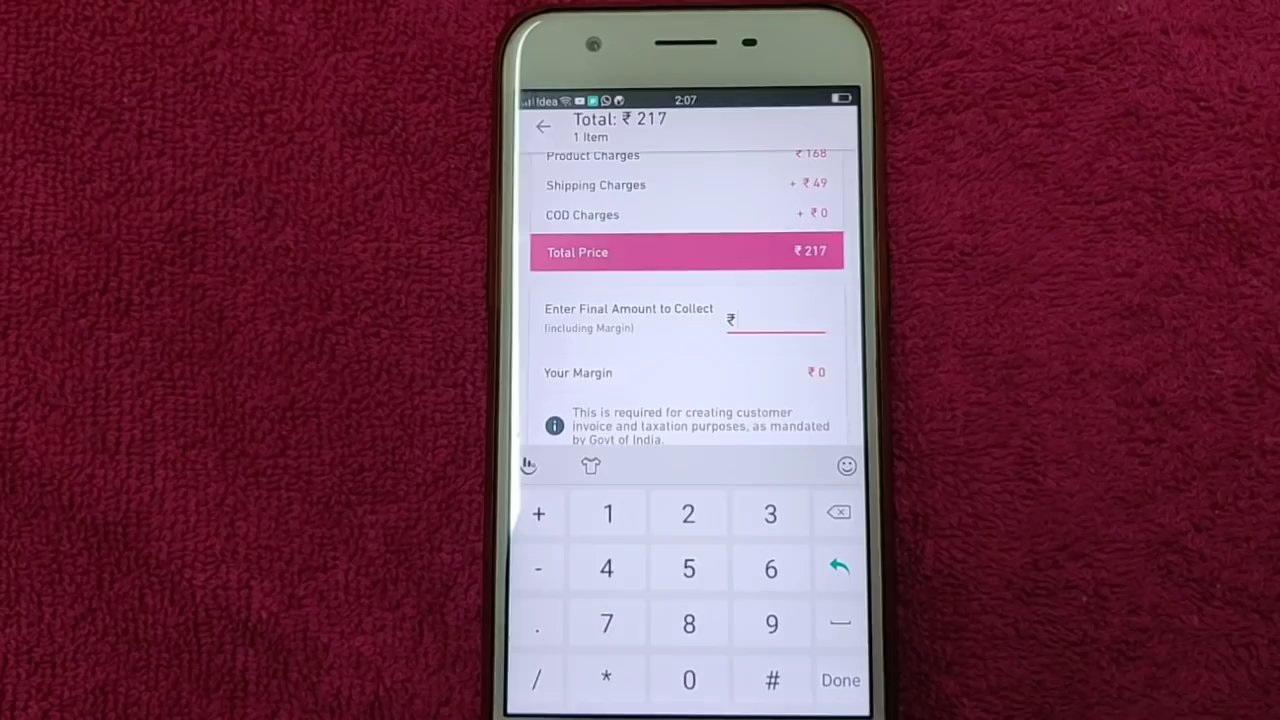 Idea 2:07
Total: ₹ 217
1 Item
Product Charges ₹ 168
Shipping Charges + ₹ 49
COD Charges + ₹ 0
Total Price ₹ 217
Enter Final Amount to Collect
(including Margin) ₹
Your Margin ₹ 0
This is required for creating customer
invoice and taxation purposes, as mandated
by Govt of India.
+ 1 2 3
- 4 5 6
. 7 8 9
/ * 0 # Done